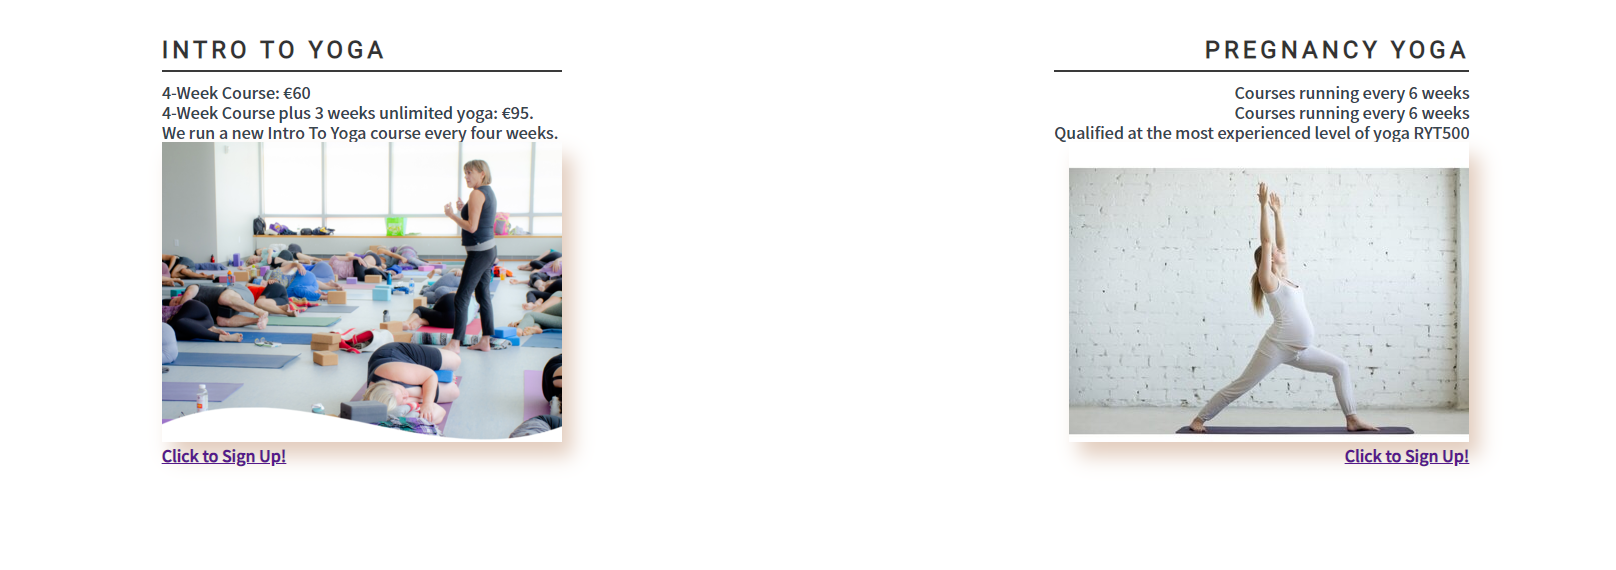 INTRO TO YOGA
4-Week Course: €60
4-Week Course plus 3 weeks unlimited yoga: €95.
We run a new Intro To Yoga course every four weeks.
Click to Sign Up!
PREGNANCY YOGA
Courses running every 6 weeks
Courses running every 6 weeks
Qualified at the most experienced level of yoga RYT500
Click to Sign Up!